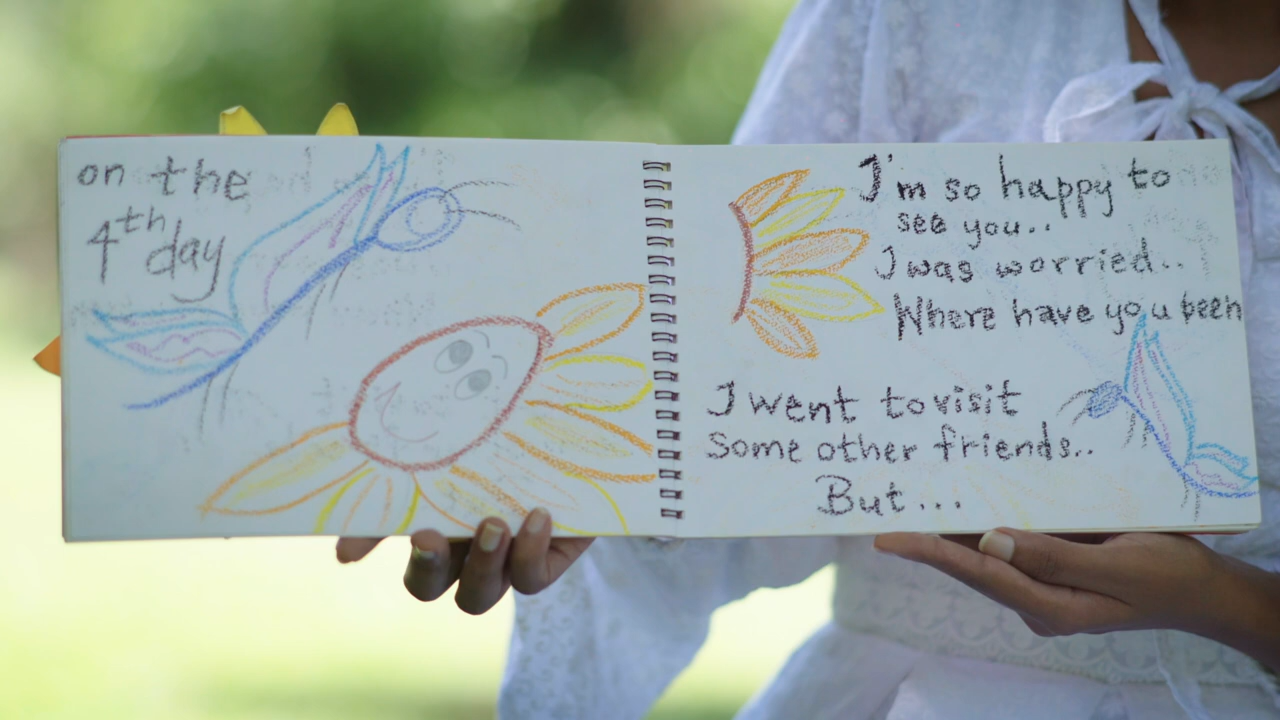 on the
4th day
I'm so happy to
see you..
I was worried..
Where have you been
I went to visit
some other friends..
But...